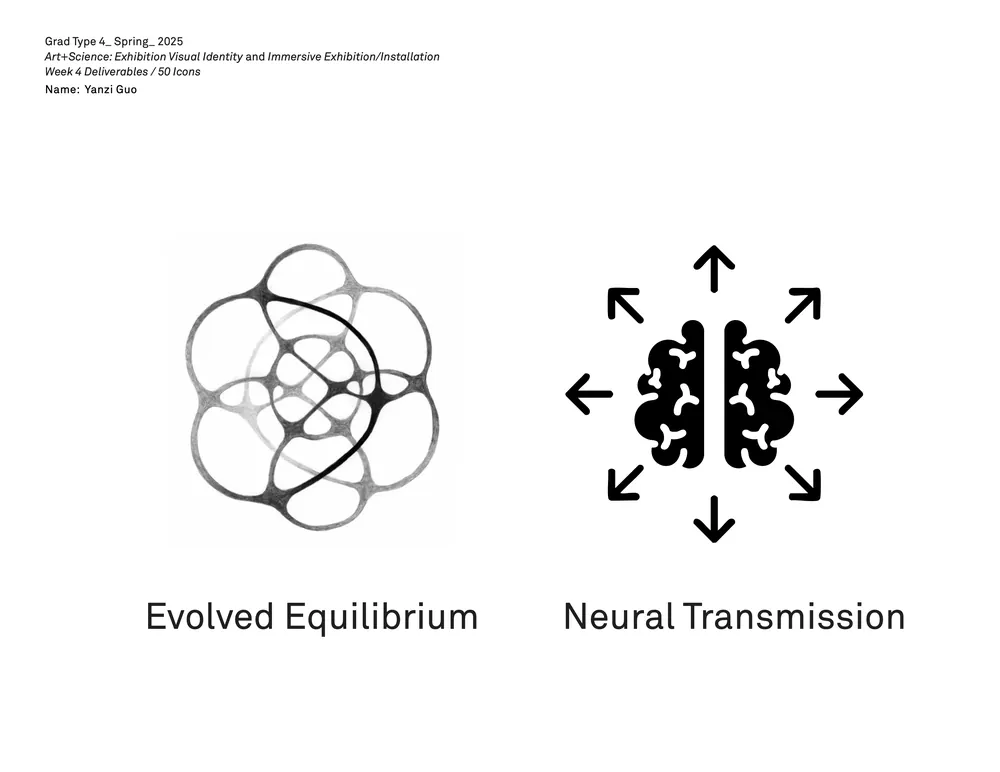 Grad Type 4_ Spring_ 2025
Art+Science: Exhibition Visual Identity and Immersive Exhibition/Installation
Week 4 Deliverables / 50 Icons
Name: Yanzi Guo
Evolved Equilibrium
Neural Transmission